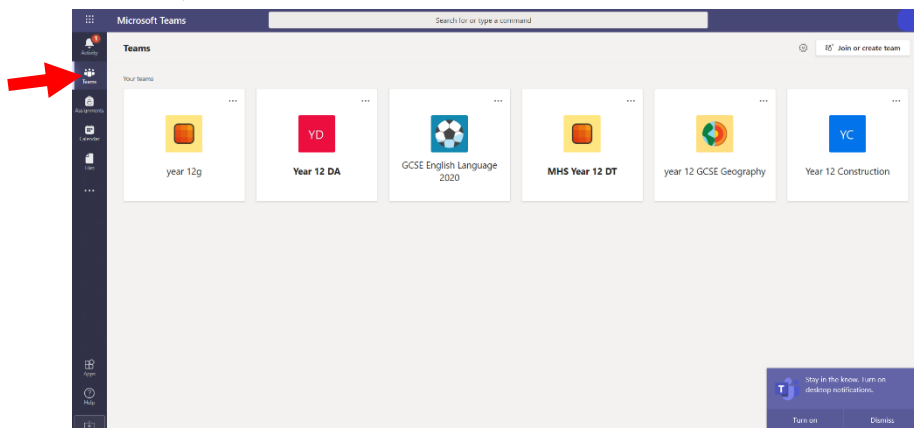 Microsoft Teams
Search for or type a command
1
Activity
Teams
Join or create team
Teams
Your teams
Assignments
Calendar
Files
year 12g
YD
Year 12 DA
GCSE English Language
2020
MHS Year 12 DT
year 12 GCSE Geography
YC
Year 12 Construction
Apps
Help
T
Stay in the know. Turn on
desktop notifications.
Turn on
Dismiss